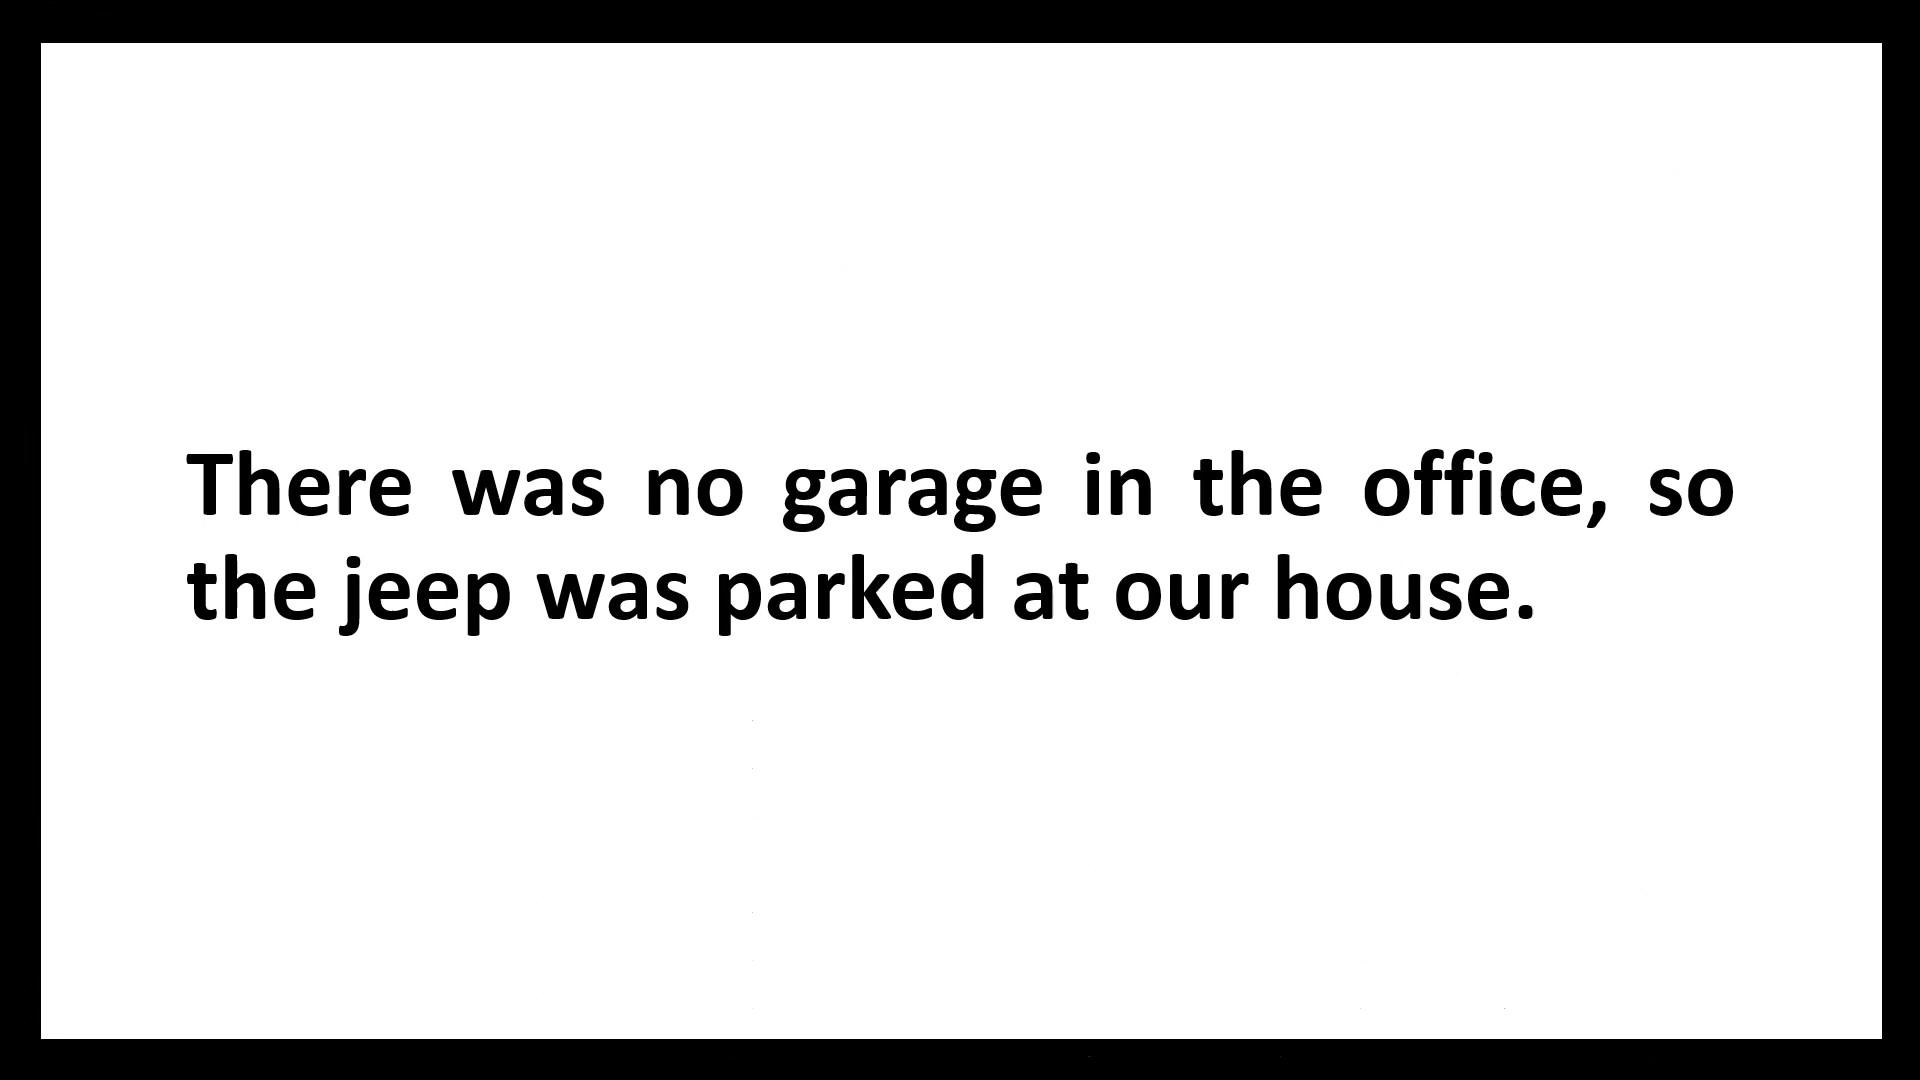 There was no garage in the office, so
the jeep was parked at our house.